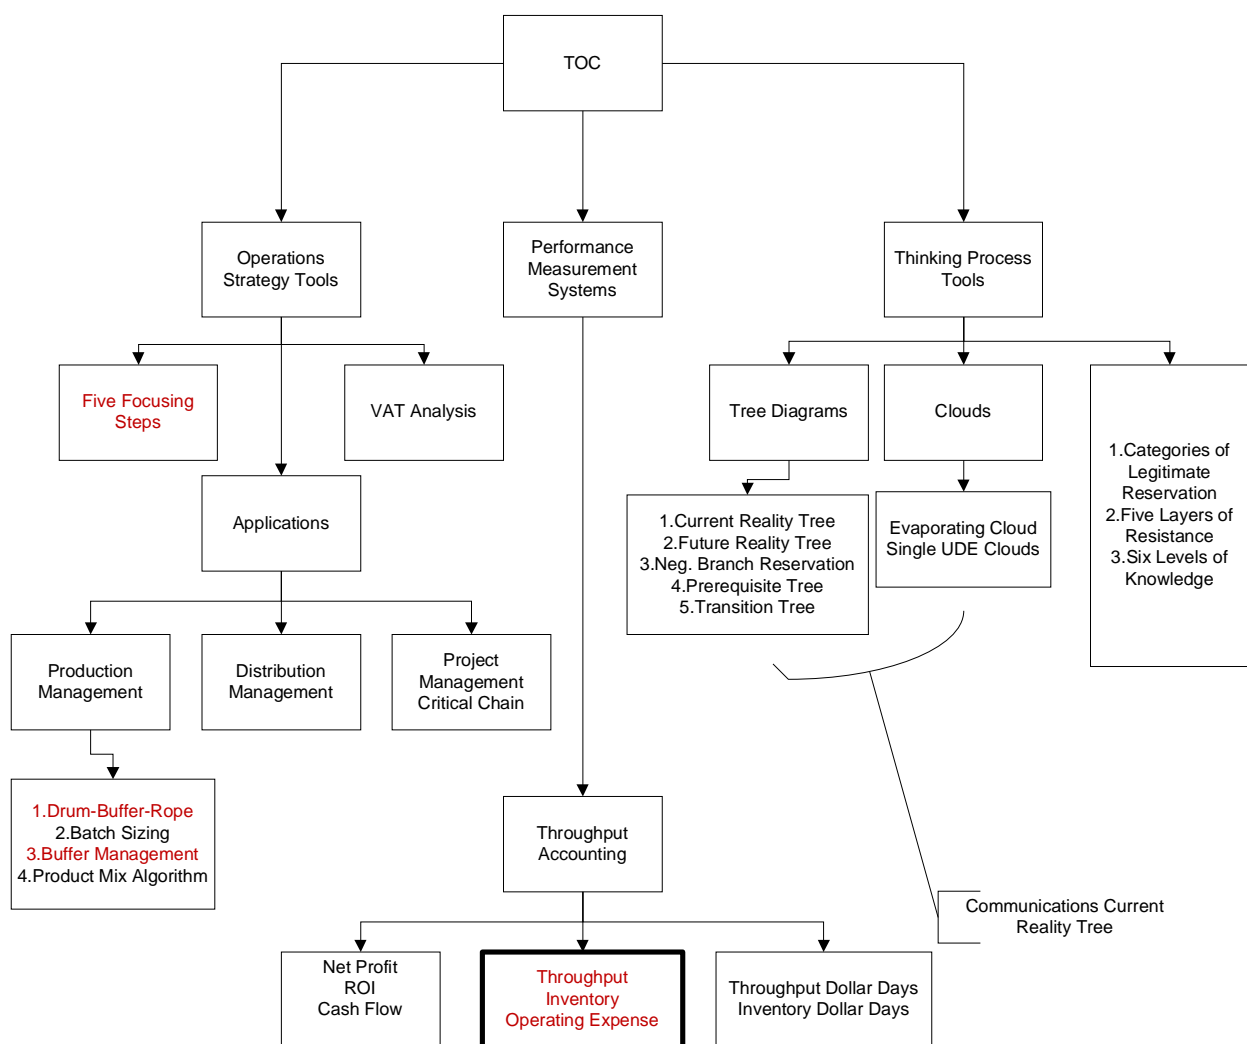 TOC
Operations
Strategy Tools
Performance
Measurement
Systems
Thinking Process
Tools
Five Focusing
Steps
VAT Analysis
Tree Diagrams
Clouds
1.Categories of
Legitimate
Reservation
2.Five Layers of
Resistance
3.Six Levels of
Knowledge
Applications
1.Current Reality Tree
2.Future Reality Tree
3.Neg. Branch Reservation
4.Prerequisite Tree
5.Transition Tree
Evaporating Cloud
Single UDE Clouds
Production
Management
Distribution
Management
Project
Management
Critical Chain
1.Drum-Buffer-Rope
2.Batch Sizing
3.Buffer Management
4.Product Mix Algorithm
Throughput
Accounting
Communications Current
Reality Tree
Net Profit
ROI
Cash Flow
Throughput
Inventory
Operating Expense
Throughput Dollar Days
Inventory Dollar Days